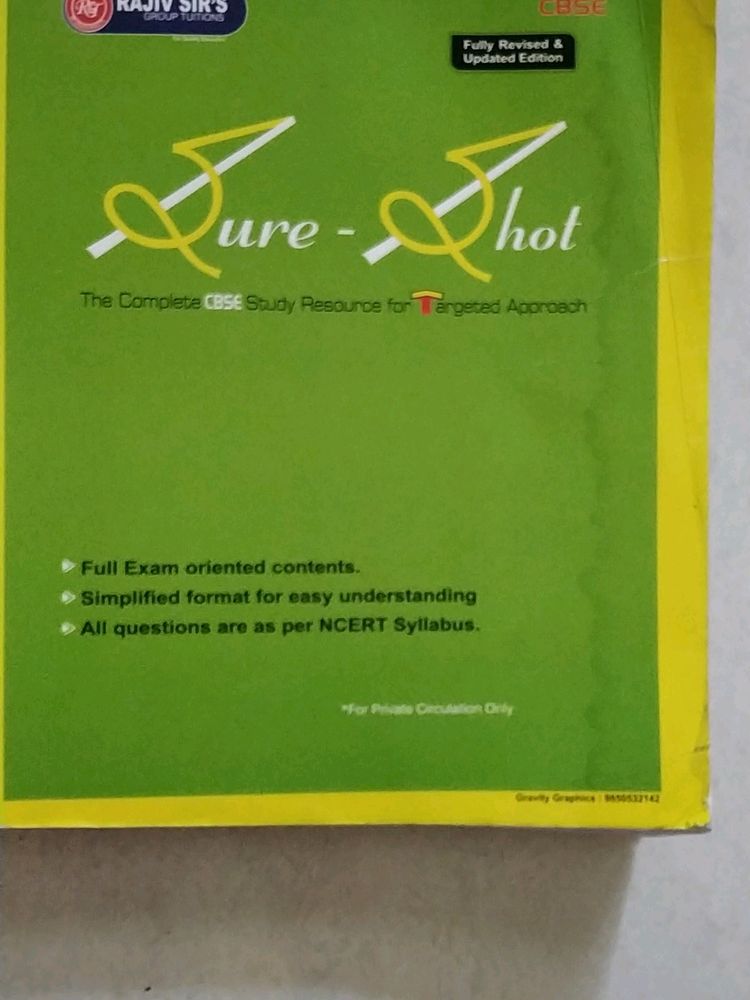 RAJIV SIR'S
GROUP TUITIONS
CBSE
Fully Revised &
Updated Edition
Sure - Shot
The Complete CBSE Study Resource for Targeted Approach
Full Exam oriented contents.
Simplified format for easy understanding
All questions are as per NCERT Syllabus.
*For Private Circulation Only
Gravity Graphics : 9650532142